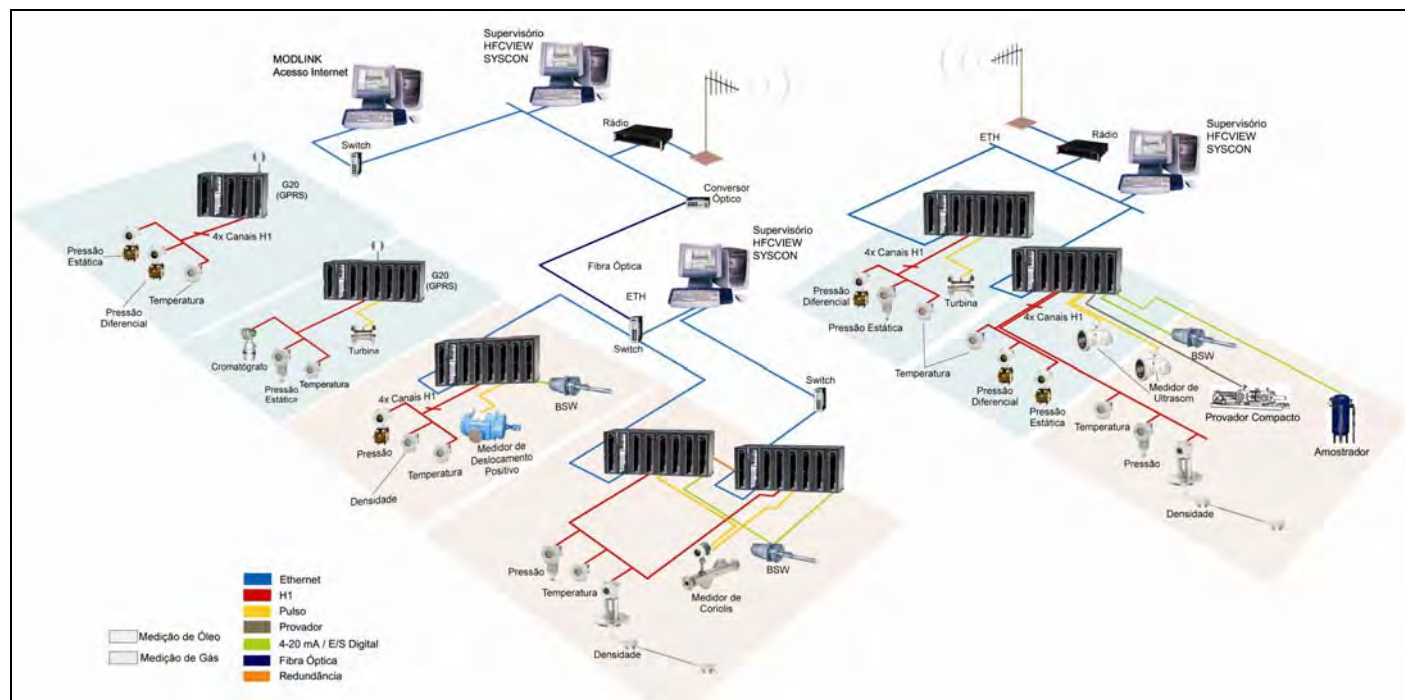 MODLINK
Acesso Internet
Supervisório
HFCVIEW
SYSCON
Switch
Rádio
Conversor
Óptico
Fibra Óptica
ETH
Switch
Supervisório
HFCVIEW
SYSCON
Switch
G20
(GPRS)
4x Canais H1
Pressão
Estática
Pressão
Diferencial
Temperatura
G20
(GPRS)
Cromatógrafo
Pressão
Estática
Temperatura
Turbina
4x Canais H1
Pressão
Densidade
Temperatura
Medidor de
Deslocamento
Positivo
BSW
Pressão
Temperatura
Densidade
Medidor de
Coriolis
BSW
ETH
Rádio
Supervisório
HFCVIEW
SYSCON
4x Canais H1
Pressão
Diferencial
Pressão Estática
Turbina
Temperatura
4x Canais H1
Pressão
Diferencial
Pressão
Estática
Medidor de
Ultrasom
BSW
Provador Compacto
Amostrador
Temperatura
Pressão
Densidade
Medição de Óleo
Medição de Gás
Ethernet
H1
Pulso
Provador
4-20 mA / E/S Digital
Fibra Óptica
Redundância